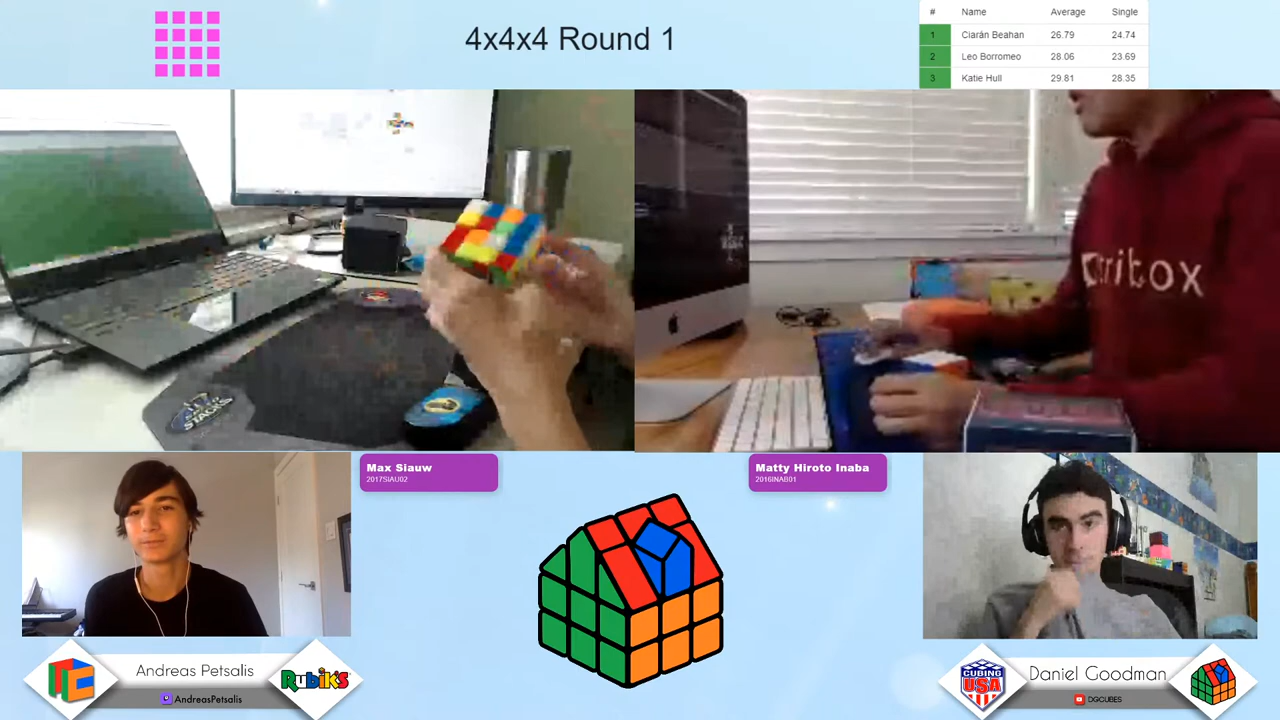 4x4x4 Round 1
# Name Average Single
1 Ciarán Beahan 26.79 24.74
2 Leo Borromeo 28.06 23.69
3 Katie Hull 29.81 28.35
STACKS
Max Siauw
2017SIAU02
Matty Hiroto Inaba
2016INAB01
Andreas Petsalis
AndreasPetsalis
RUBIK'S
CUBING
USA
Daniel Goodman
DGCUBES